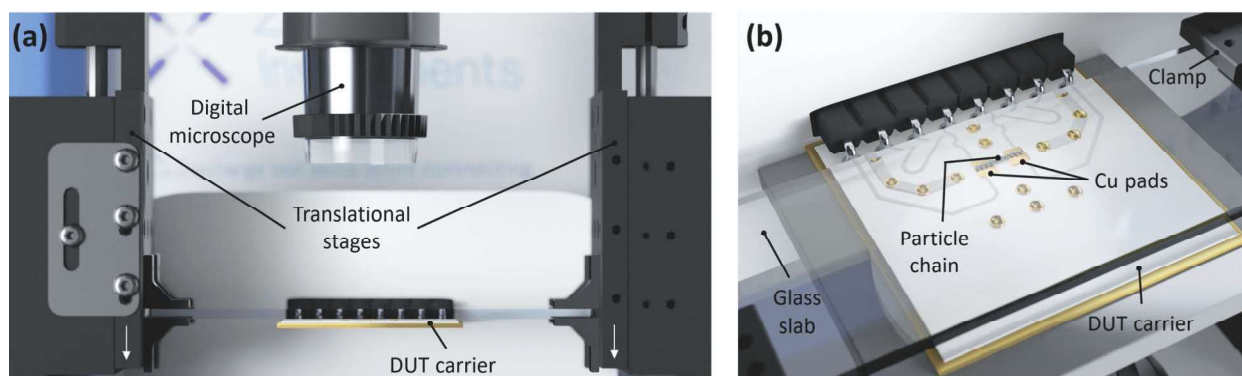 (a)
Digital
microscope
Translational
stages
DUT carrier
(b)
Clamp
Cu pads
Particle
chain
Glass
slab
DUT carrier